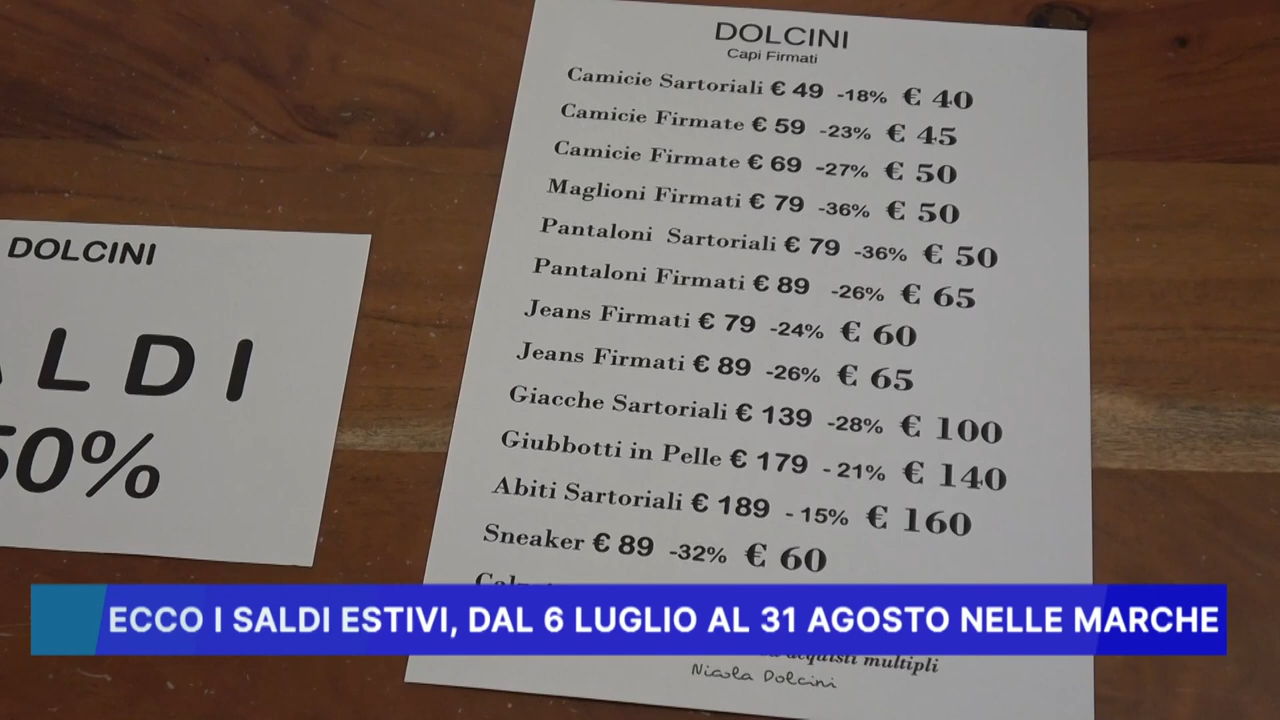 DOLCINI
Capi Firmati
Camicie Sartoriali € 49 -18% € 40
Camicie Firmate € 59 -23% € 45
Camicie Firmate € 69 -27% € 50
Maglioni Firmati € 79 -36% € 50
Pantaloni Sartoriali € 79 -36% € 50
Pantaloni Firmati € 89 -26% € 65
Jeans Firmati € 79 -24% € 60
Jeans Firmati € 89 -26% € 65
Giacche Sartoriali € 139 -28% € 100
Giubbotti in Pelle € 179 - 21% € 140
Abiti Sartoriali € 189 - 15% € 160
Sneaker € 89 -32% € 60
acquisti multipli
Nicola Dolcini
DOLCINI
ALDI
50%
ECCO I SALDI ESTIVI, DAL 6 LUGLIO AL 31 AGOSTO NELLE MARCHE